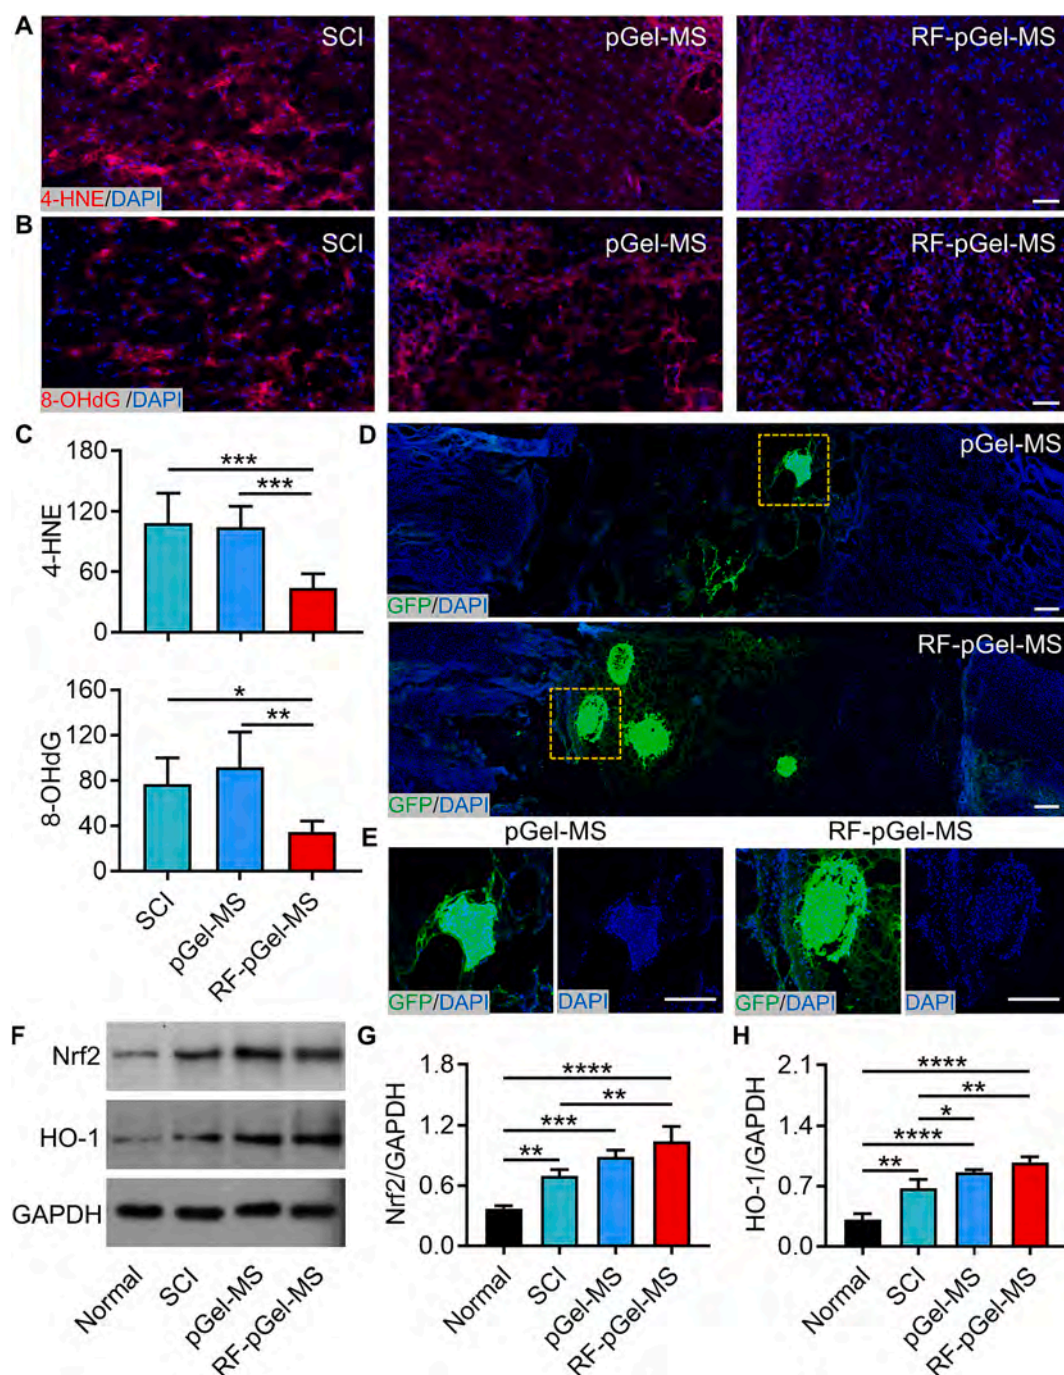 A
SCI
pGel-MS
RF-pGel-MS
4-HNE/DAPI
B
SCI
pGel-MS
RF-pGel-MS
8-OHdG /DAPI
C
180
120
60
0
4-HNE
***
***
160
120
80
40
0
8-OHdG
*
**
SCI
pGel-MS
RF-pGel-MS
D
pGel-MS
GFP/DAPI
RF-pGel-MS
GFP/DAPI
E
pGel-MS
RF-pGel-MS
GFP/DAPI
DAPI
GFP/DAPI
DAPI
F
Nrf2
HO-1
GAPDH
Normal
SCI
pGel-MS
RF-pGel-MS
G
1.8
1.2
0.6
0.0
Nrf2/GAPDH
****
**
***
**
Normal
SCI
pGel-MS
RF-pGel-MS
H
2.1
1.4
0.7
0.0
HO-1/GAPDH
****
**
*
****
**
Normal
SCI
pGel-MS
RF-pGel-MS